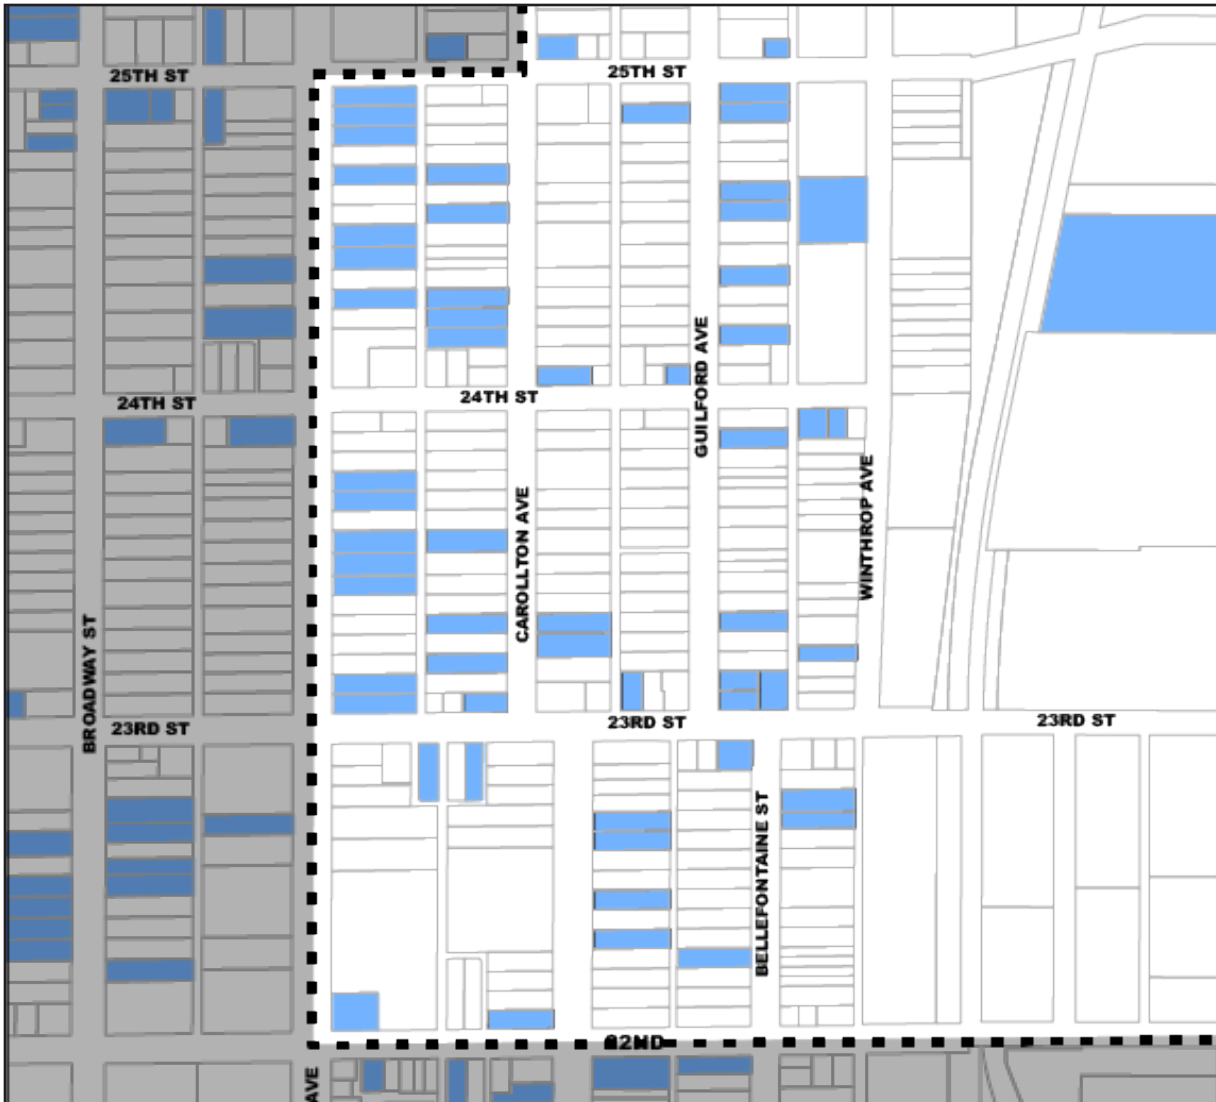 25TH ST
25TH ST
24TH ST
24TH ST
GUILFORD AVE
CAROLLTON AVE
WINTHROP AVE
BROADWAY ST
23RD ST
23RD ST
23RD ST
BELLEFONTAINE ST
22ND
AVE